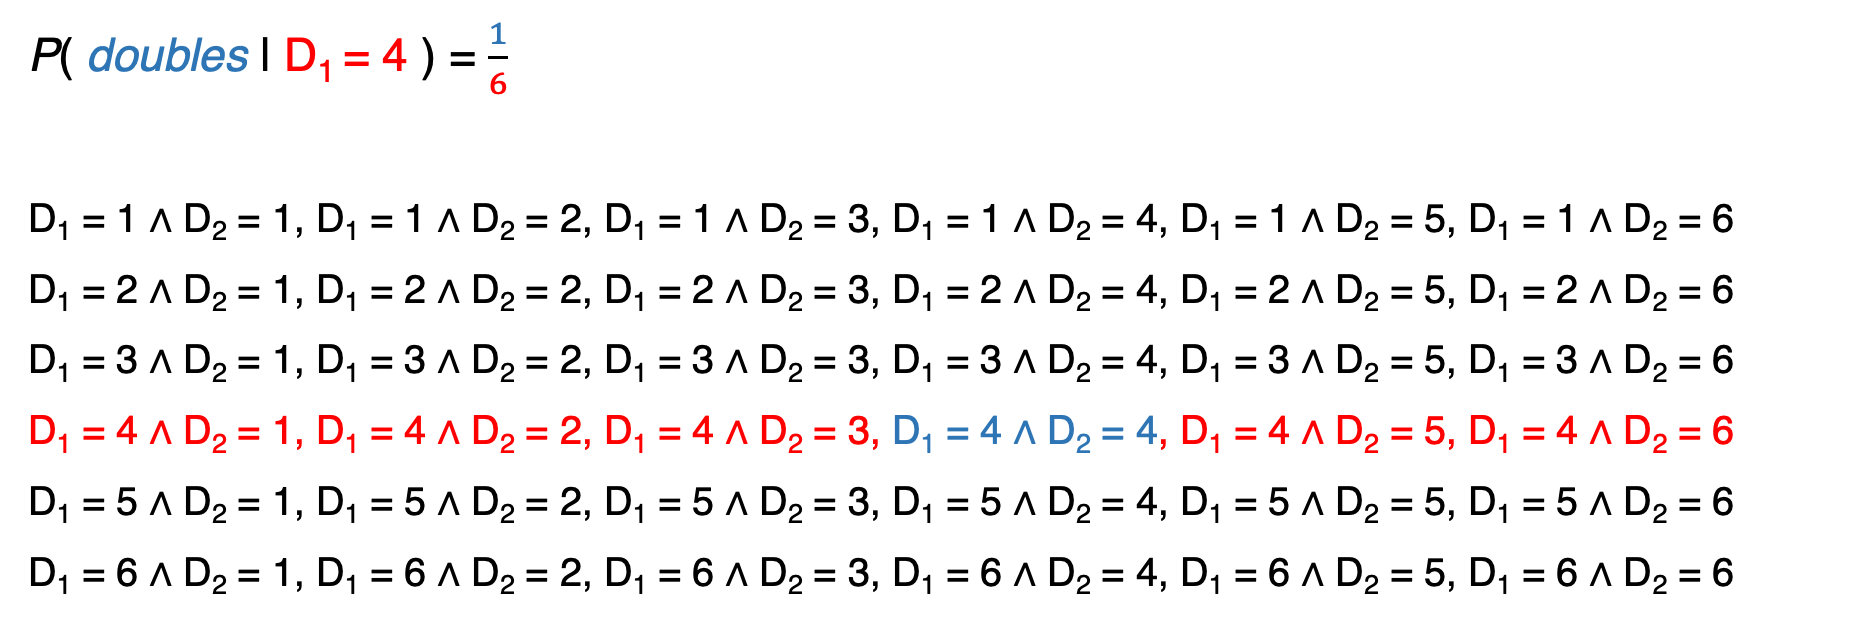 P( doubles | D₁ = 4 ) = 1/6
D₁ = 1 ∧ D₂ = 1, D₁ = 1 ∧ D₂ = 2, D₁ = 1 ∧ D₂ = 3, D₁ = 1 ∧ D₂ = 4, D₁ = 1 ∧ D₂ = 5, D₁ = 1 ∧ D₂ = 6
D₁ = 2 ∧ D₂ = 1, D₁ = 2 ∧ D₂ = 2, D₁ = 2 ∧ D₂ = 3, D₁ = 2 ∧ D₂ = 4, D₁ = 2 ∧ D₂ = 5, D₁ = 2 ∧ D₂ = 6
D₁ = 3 ∧ D₂ = 1, D₁ = 3 ∧ D₂ = 2, D₁ = 3 ∧ D₂ = 3, D₁ = 3 ∧ D₂ = 4, D₁ = 3 ∧ D₂ = 5, D₁ = 3 ∧ D₂ = 6
D₁ = 4 ∧ D₂ = 1, D₁ = 4 ∧ D₂ = 2, D₁ = 4 ∧ D₂ = 3, D₁ = 4 ∧ D₂ = 4, D₁ = 4 ∧ D₂ = 5, D₁ = 4 ∧ D₂ = 6
D₁ = 5 ∧ D₂ = 1, D₁ = 5 ∧ D₂ = 2, D₁ = 5 ∧ D₂ = 3, D₁ = 5 ∧ D₂ = 4, D₁ = 5 ∧ D₂ = 5, D₁ = 5 ∧ D₂ = 6
D₁ = 6 ∧ D₂ = 1, D₁ = 6 ∧ D₂ = 2, D₁ = 6 ∧ D₂ = 3, D₁ = 6 ∧ D₂ = 4, D₁ = 6 ∧ D₂ = 5, D₁ = 6 ∧ D₂ = 6